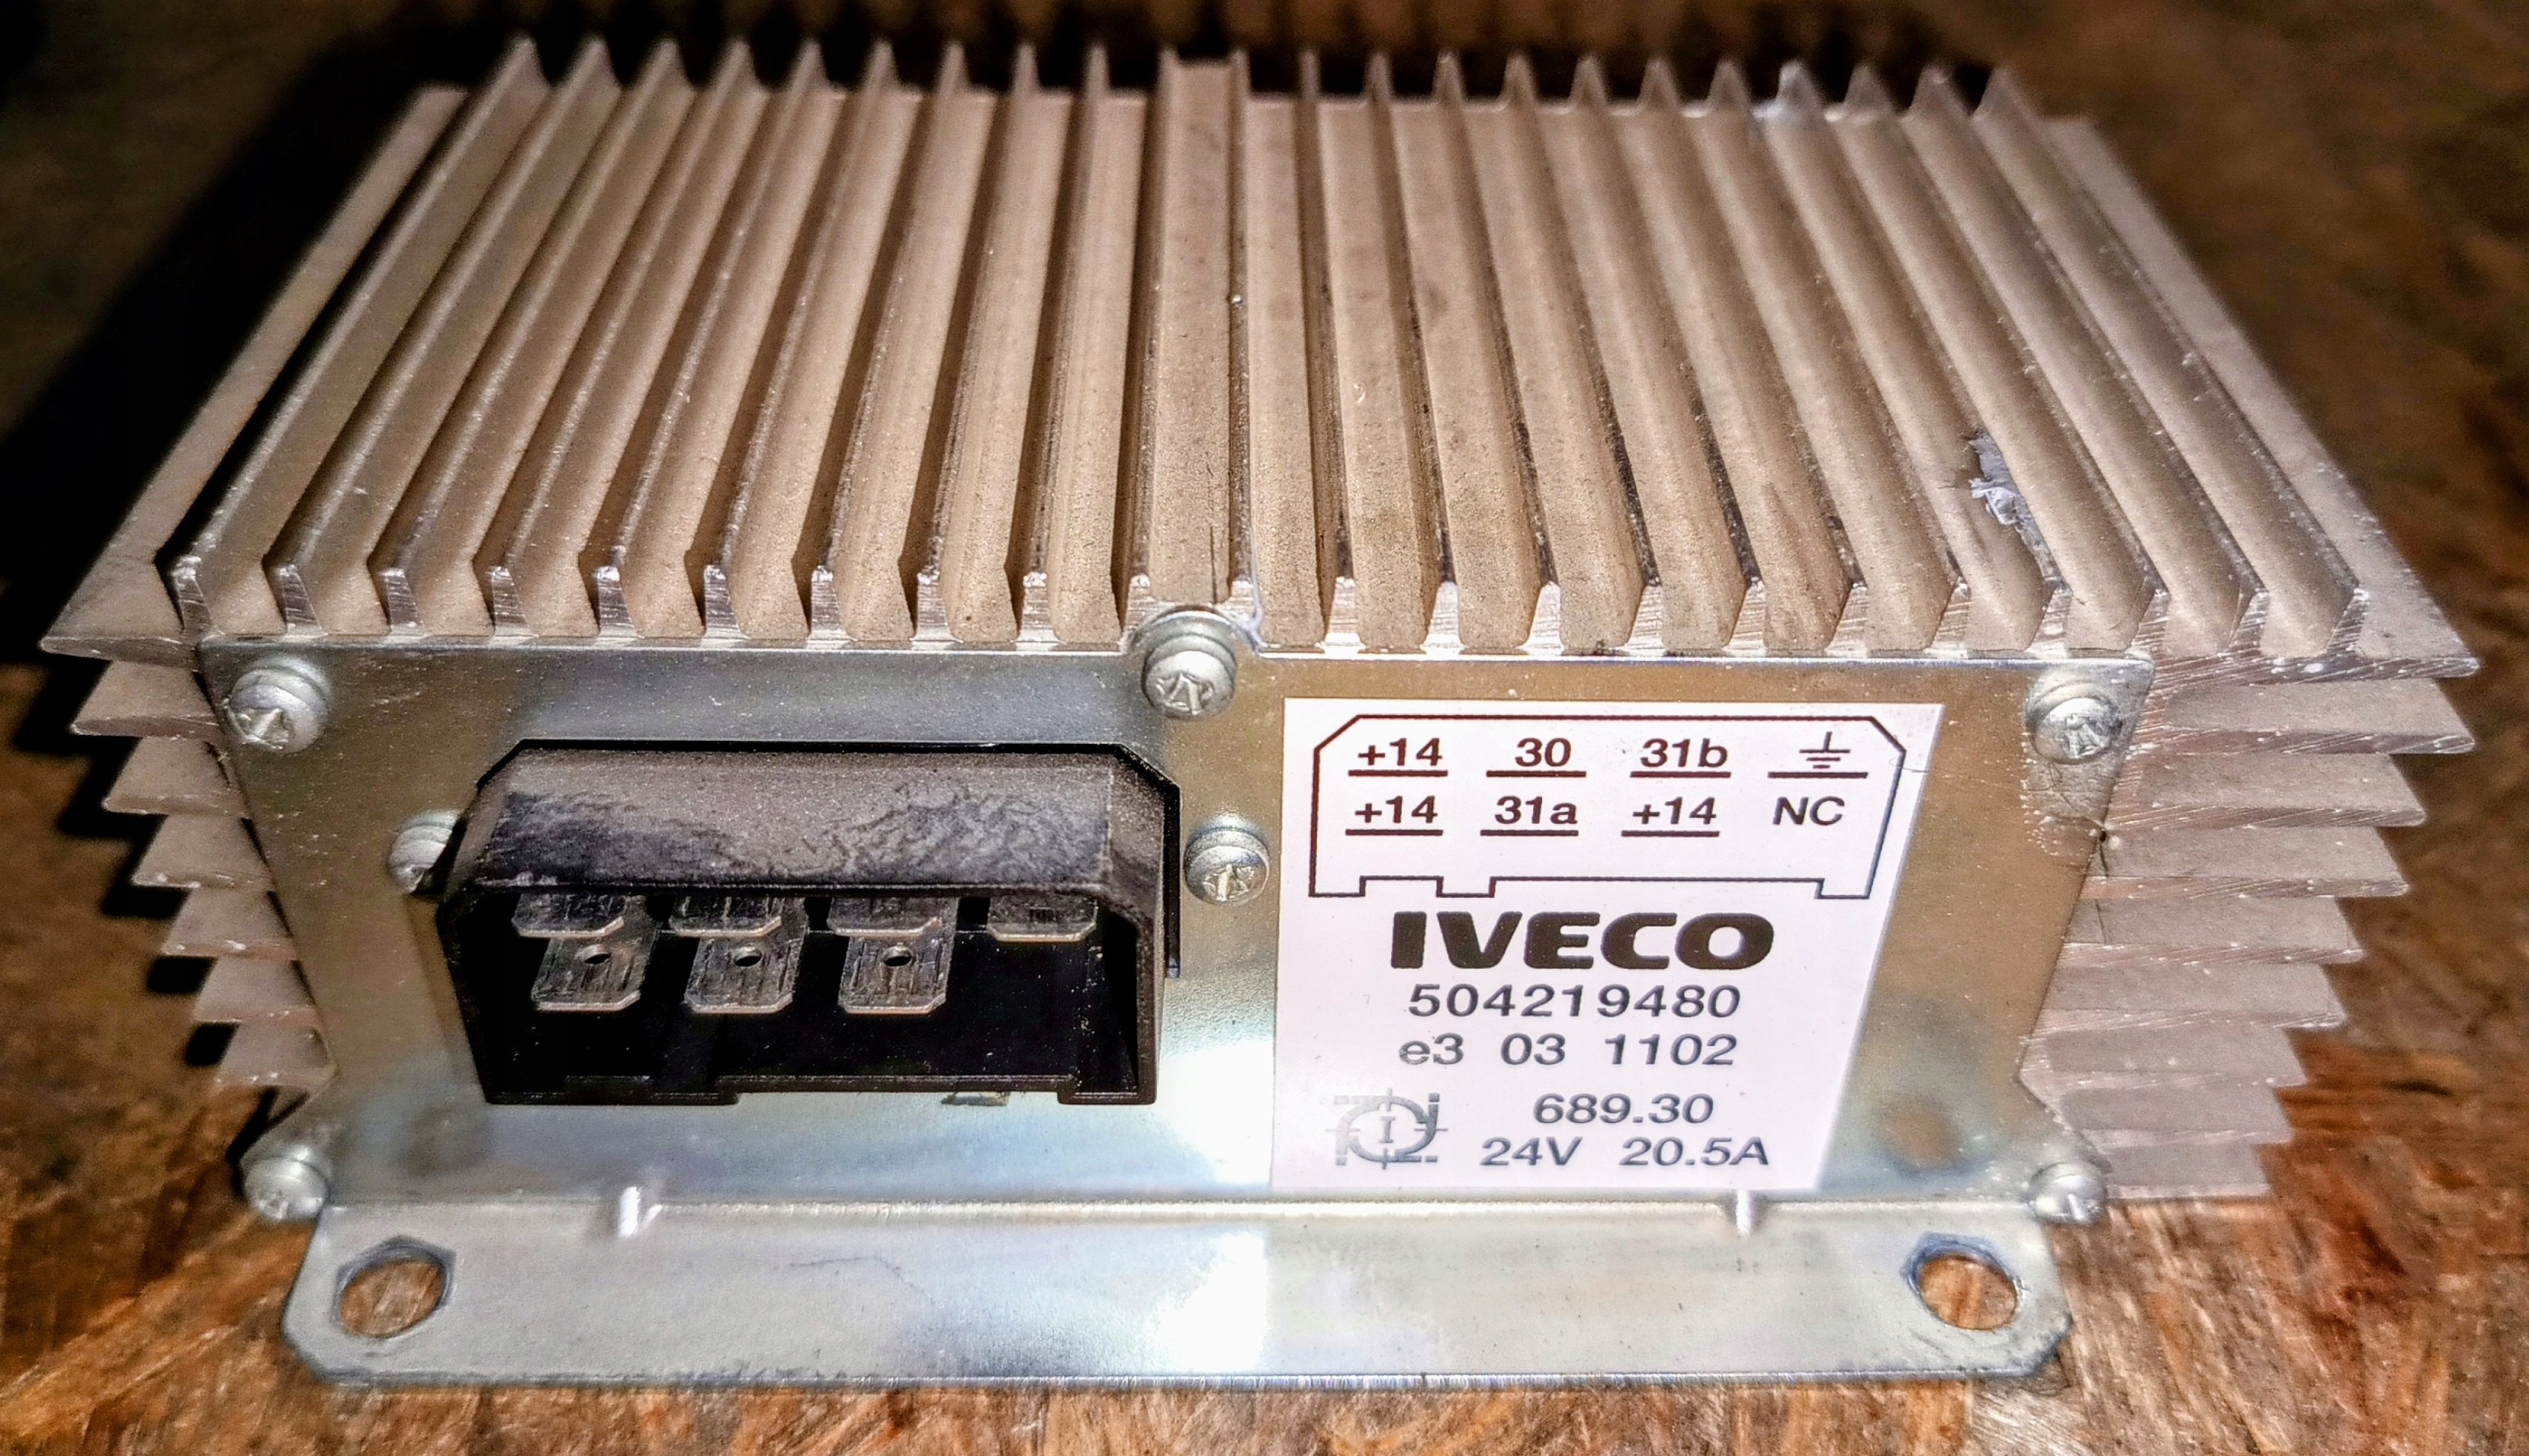 +14 30 31b
+14 31a +14 NC
IVECO
504219480
e3 03 1102
689.30
24V 20.5A